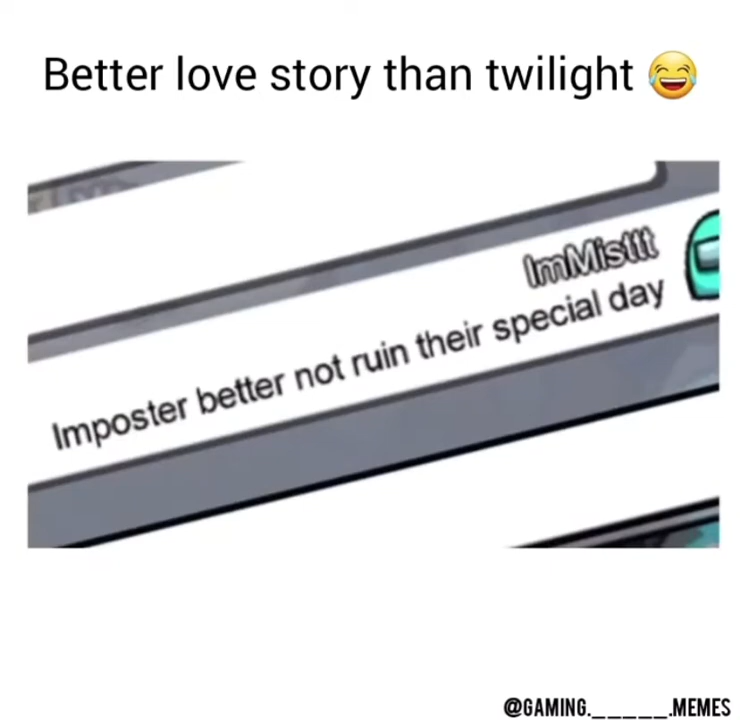 Better love story than twilight 😂
ImMisttt
Imposter better not ruin their special day
@GAMING._____.MEMES